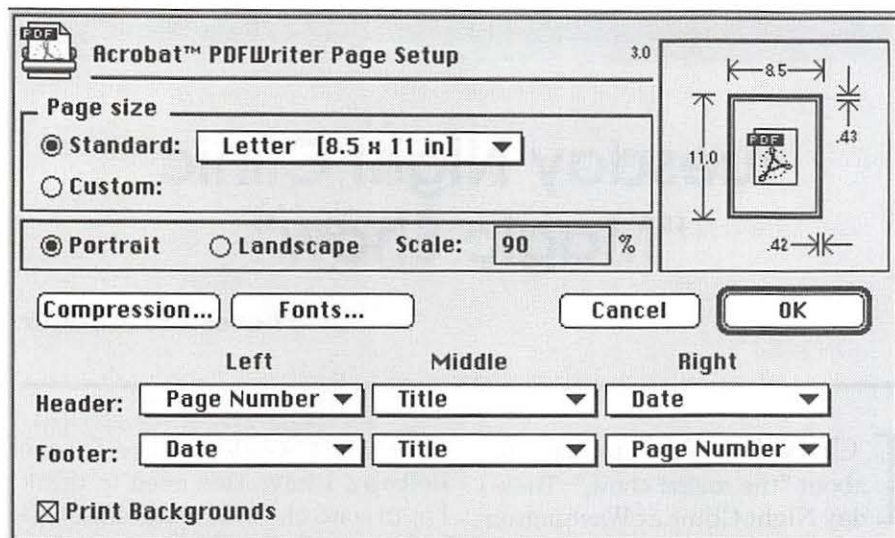 PDF
Acrobat™ PDFWriter Page Setup 3.0
Page size
Standard: Letter [8.5 x 11 in]
Custom:
Portrait Landscape Scale: 90 %
8.5
.43
11.0
PDF
.42
Compression... Fonts... Cancel OK
Left Middle Right
Header: Page Number Title Date
Footer: Date Title Page Number
Print Backgrounds